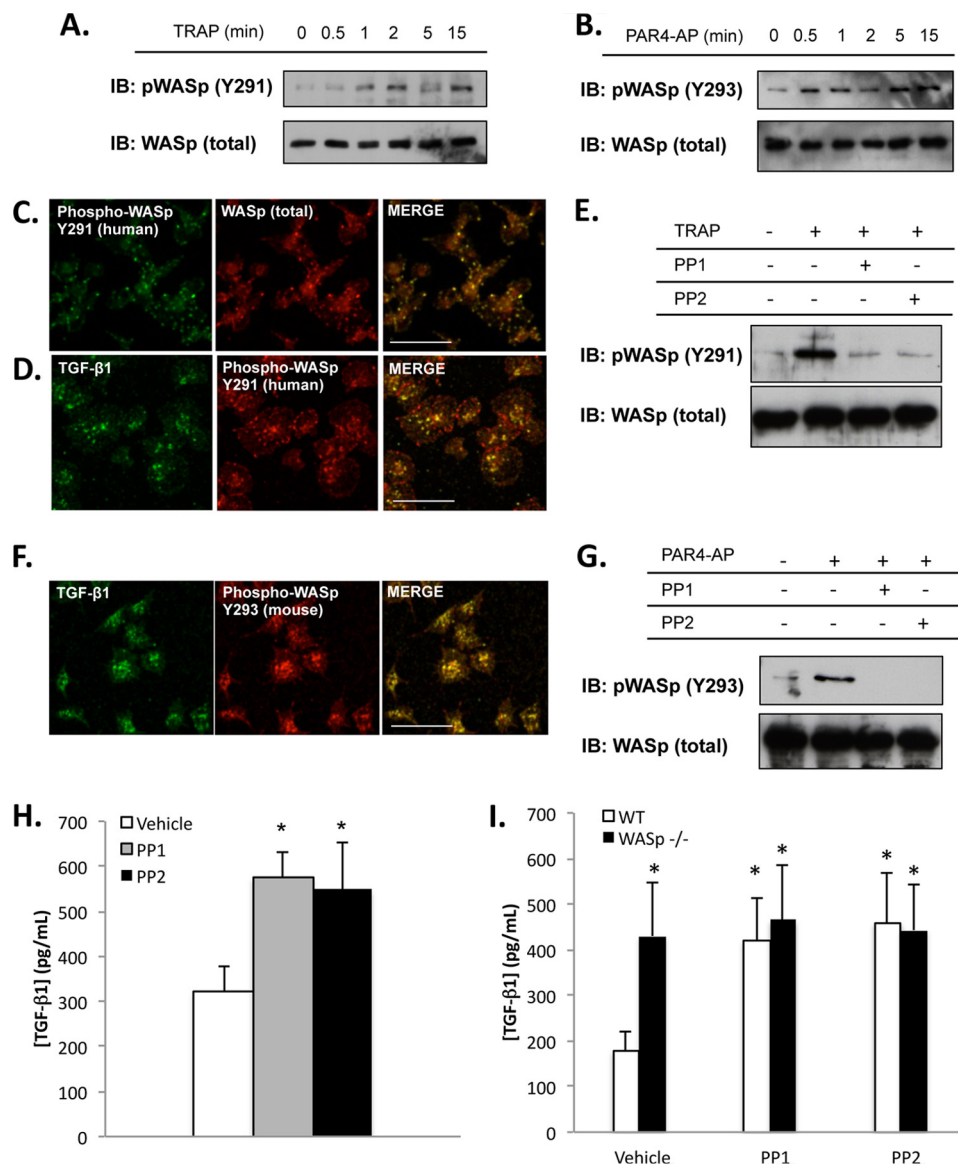 A.
TRAP (min) 0 0.5 1 2 5 15
IB: pWASp (Y291)
IB: WASp (total)
B.
PAR4-AP (min) 0 0.5 1 2 5 15
IB: pWASp (Y293)
IB: WASp (total)
C.
Phospho-WASp WASp (total) MERGE
Y291 (human)
D.
TGF-β1 Phospho-WASp MERGE
Y291 (human)
E.
TRAP - + + +
PP1 - - + -
PP2 - - - +
IB: pWASp (Y291)
IB: WASp (total)
F.
TGF-β1 Phospho-WASp MERGE
Y293 (mouse)
G.
PAR4-AP - + + +
PP1 - - + -
PP2 - - - +
IB: pWASp (Y293)
IB: WASp (total)
H.
[TGF-β1] (pg/mL)
700
600
500
400
300
200
100
0
Vehicle
PP1
PP2
* *
I.
[TGF-β1] (pg/mL)
700
600
500
400
300
200
100
0
WT
WASp -/-
* * * * *
Vehicle PP1 PP2